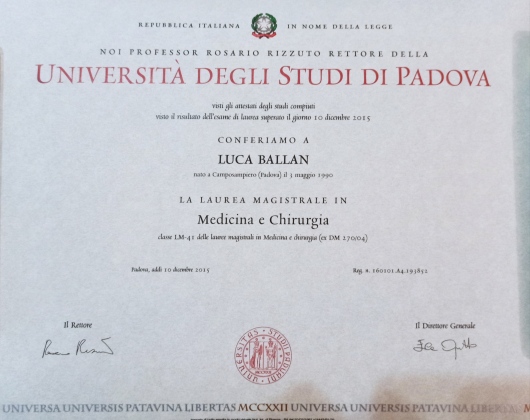 REPUBBLICA ITALIANA IN NOME DELLA LEGGE
NOI PROFESSOR ROSARIO RIZZUTO RETTORE DELLA
UNIVERSITÀ DEGLI STUDI DI PADOVA
visti gli attestati degli studi compiuti
visto il risultato dell'esame di laurea superato il giorno 10 dicembre 2015
CONFERIAMO A
LUCA BALLAN
nato a Camposampiero (Padova) il 3 maggio 1990
LA LAUREA MAGISTRALE IN
Medicina e Chirurgia
classe LM-41 delle lauree magistrali in Medicina e chirurgia (ex DM 270/04)
Padova, addì 10 dicembre 2015 Reg. n. 160101.A4.195852
Il Rettore Il Direttore Generale
UNIVERSA UNIVERSIS PATAVINA LIBERTAS MCCXXII UNIVERSA UNIVERSIS PATAVINA LIBERTAS